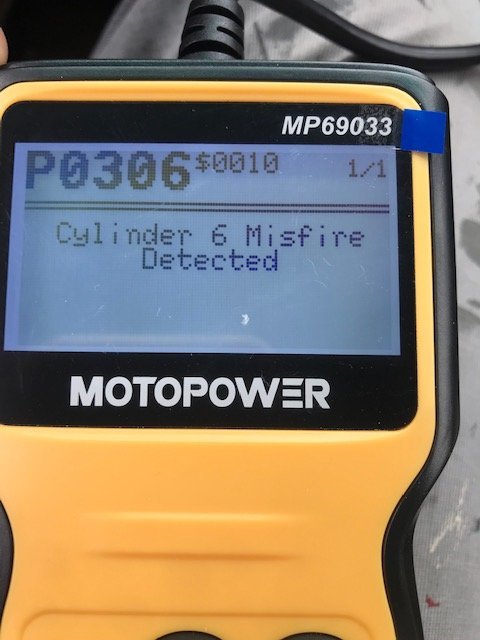 MP69033
P0306 $0010 1/1
Cylinder 6 Misfire
Detected
MOTOPOWER